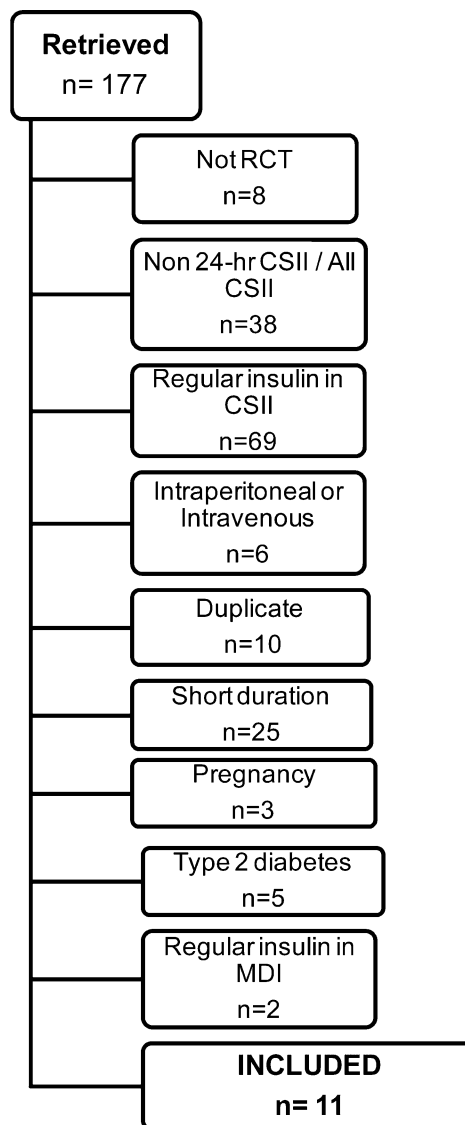 Retrieved
n= 177
Not RCT
n=8
Non 24-hr CSII / All
CSII
n=38
Regular insulin in
CSII
n=69
Intraperitoneal or
Intravenous
n=6
Duplicate
n=10
Short duration
n=25
Pregnancy
n=3
Type 2 diabetes
n=5
Regular insulin in
MDI
n=2
INCLUDED
n= 11